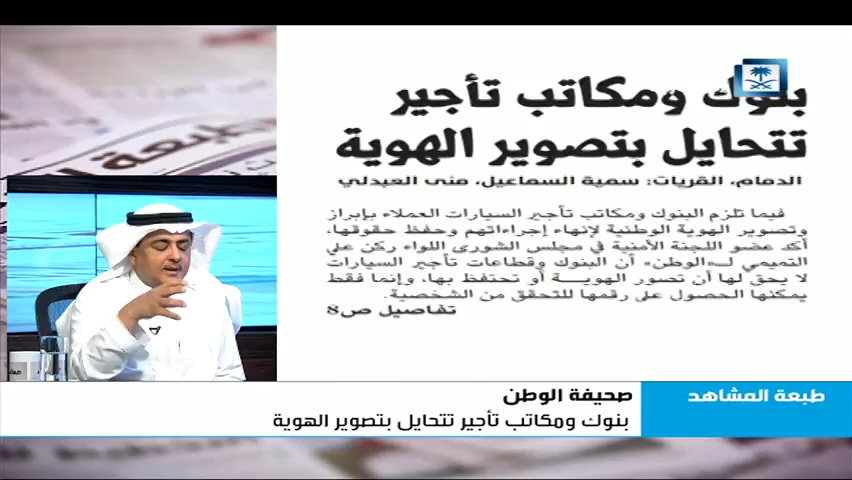 بنوك ومكاتب تأجير
تتحايل بتصوير الهوية
الدمام، القريات: سمية السماعيل، منى العبدلي
فيما تلزم البنوك ومكاتب تأجير السيارات العملاء بإبراز
وتصوير الهوية الوطنية لإنهاء إجراءاتهم وحفظ حقوقها،
أكد عضو اللجنة الأمنية في مجلس الشورى اللواء ركن علي
التميمي لـ«الوطن» أن البنوك وقطاعات تأجير السيارات
لا يحق لها أن تصور الهوية أو تحتفظ بها، وإنما فقط
يمكنها الحصول على رقمها للتحقق من الشخصية.
تفاصيل ص8
طبعة المشاهد
صحيفة الوطن
بنوك ومكاتب تأجير تتحايل بتصوير الهوية